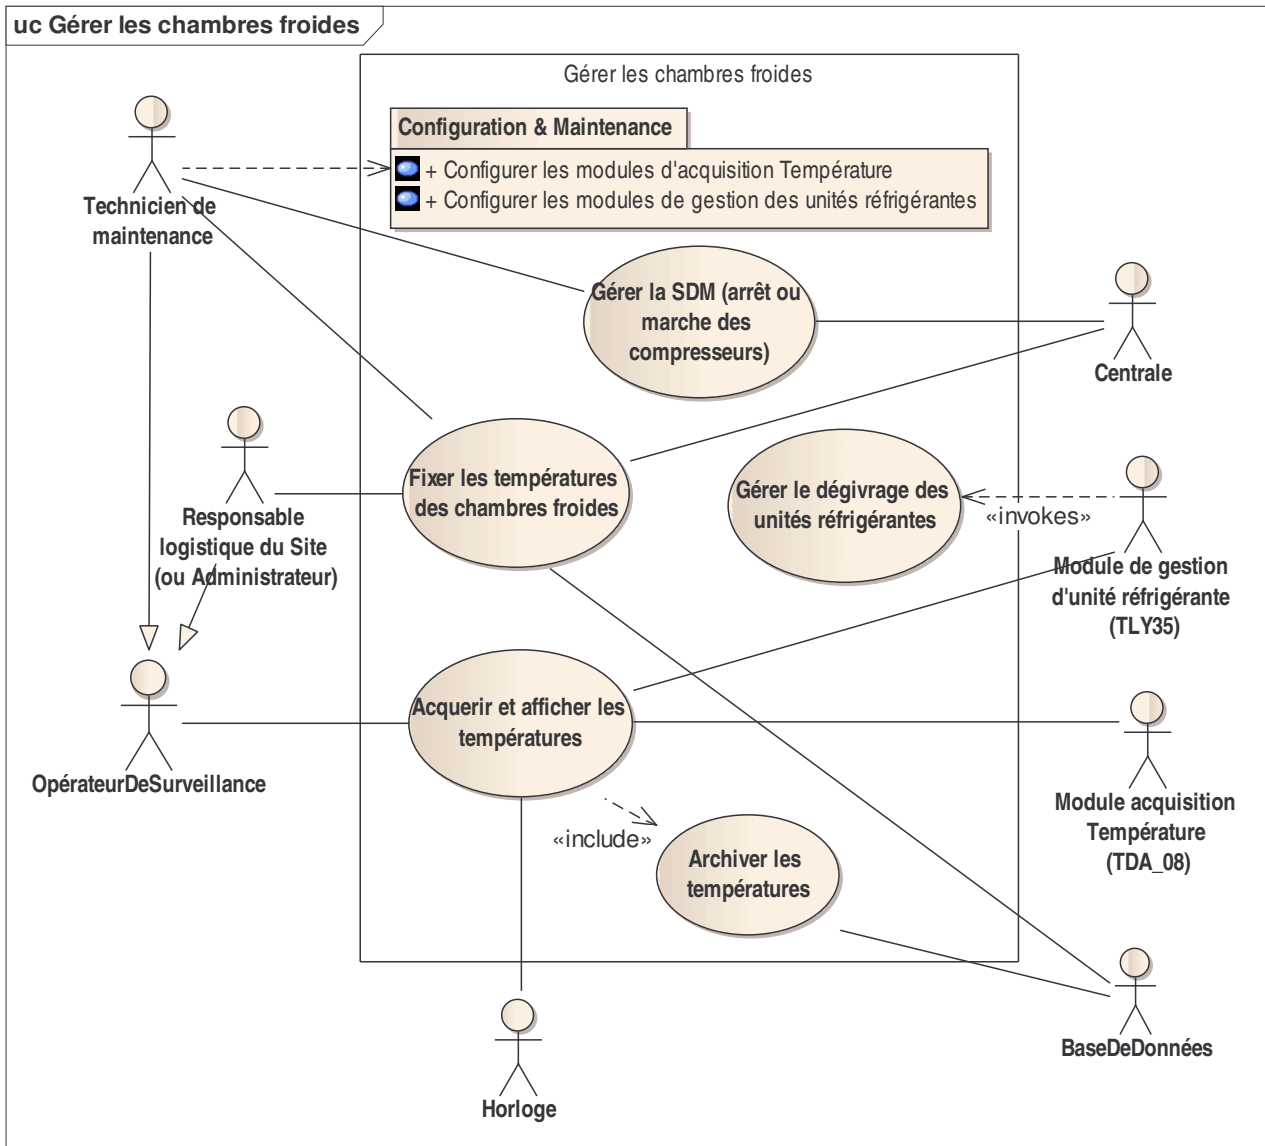 uc Gérer les chambres froides
Gérer les chambres froides
Configuration & Maintenance
+ Configurer les modules d'acquisition Température
+ Configurer les modules de gestion des unités réfrigérantes
Technicien de
maintenance
Gérer la SDM (arrêt ou
marche des
compresseurs)
Centrale
Fixer les températures
des chambres froides
Gérer le dégivrage des
unités réfrigérantes
«invokes»
Responsable
logistique du Site
(ou Administrateur)
Module de gestion
d'unité réfrigérante
(TLY35)
Acquerir et afficher les
températures
OpérateurDeSurveillance
Module acquisition
Température
(TDA_08)
«include»
Archiver les
températures
BaseDeDonnées
Horloge